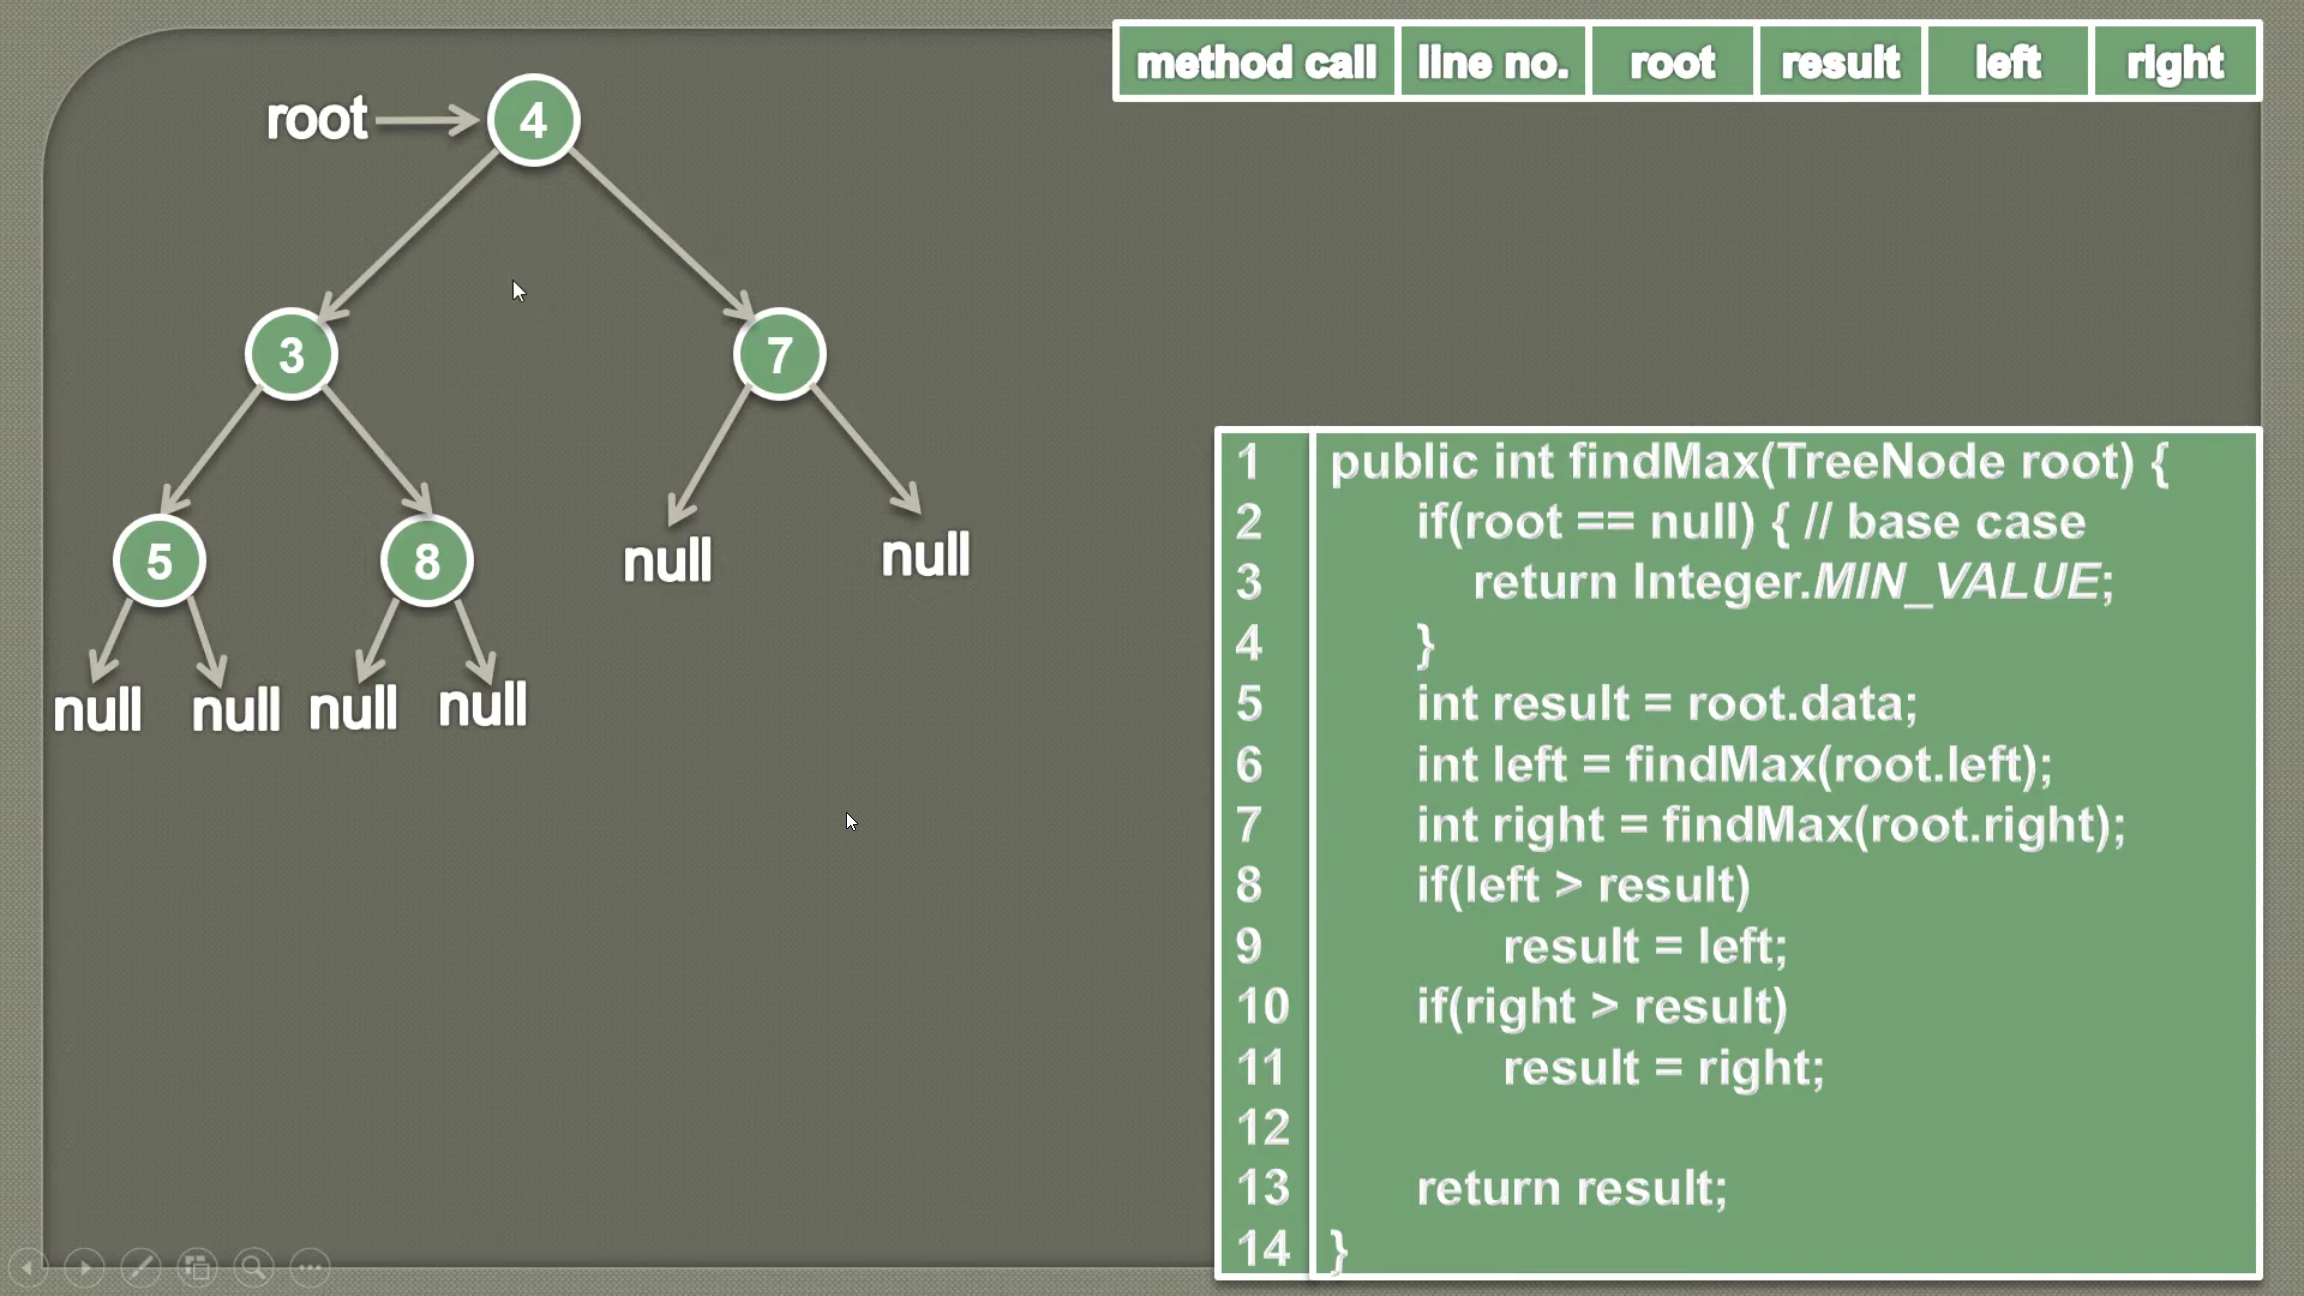 method call line no. root result left right
root 4
3 7
5 8 null null
null null null null
1 public int findMax(TreeNode root) {
2 if(root == null) { // base case
3 return Integer.MIN_VALUE;
4 }
5 int result = root.data;
6 int left = findMax(root.left);
7 int right = findMax(root.right);
8 if(left > result)
9 result = left;
10 if(right > result)
11 result = right;
12
13 return result;
14 }